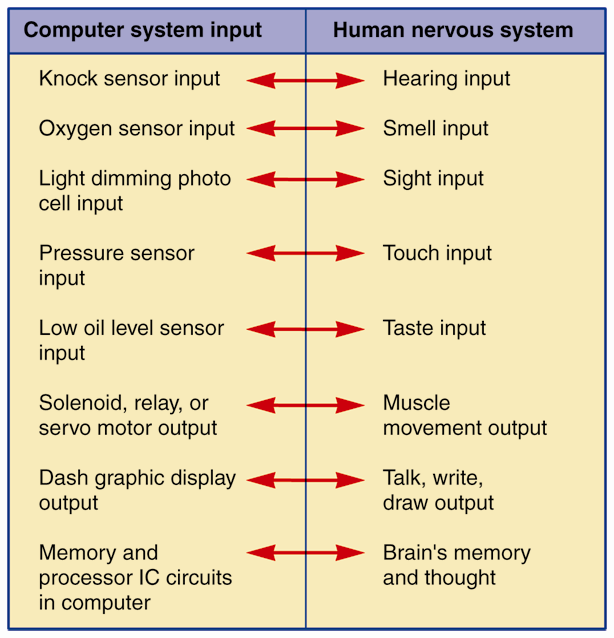 Computer system input Human nervous system
Knock sensor input Hearing input
Oxygen sensor input Smell input
Light dimming photo Sight input
cell input
Pressure sensor Touch input
input
Low oil level sensor Taste input
input
Solenoid, relay, or Muscle
servo motor output movement output
Dash graphic display Talk, write,
output draw output
Memory and Brain's memory
processor IC circuits and thought
in computer